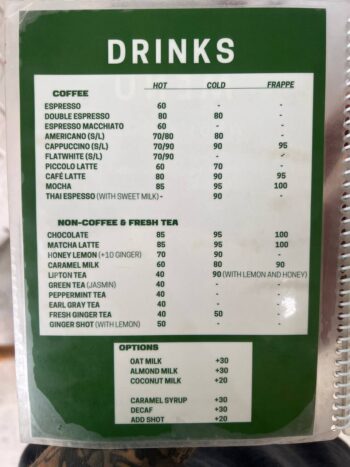 DRINKS
COFFEE HOT COLD FRAPPE
ESPRESSO 60 - -
DOUBLE ESPRESSO 80 80 -
ESPRESSO MACCHIATO 60 - -
AMERICANO (S/L) 70/80 80 -
CAPPUCCINO (S/L) 70/90 90 95
FLATWHITE (S/L) 70/90 - -
PICCOLO LATTE 60 70 -
CAFÉ LATTE 80 90 95
MOCHA 85 95 100
THAI ESPESSO (WITH SWEET MILK) - 90 -
NON-COFFEE & FRESH TEA
CHOCOLATE 85 95 100
MATCHA LATTE 85 95 100
HONEY LEMON (+10 GINGER) 70 90 -
CARAMEL MILK 60 80 90
LIPTON TEA 40 90 (WITH LEMON AND HONEY)
GREEN TEA (JASMIN) 40 - -
PEPPERMINT TEA 40 - -
EARL GRAY TEA 40 - -
FRESH GINGER TEA 40 50 -
GINGER SHOT (WITH LEMON) 50 - -
OPTIONS
OAT MILK +30
ALMOND MILK +30
COCONUT MILK +20
CARAMEL SYRUP +30
DECAF +30
ADD SHOT +20